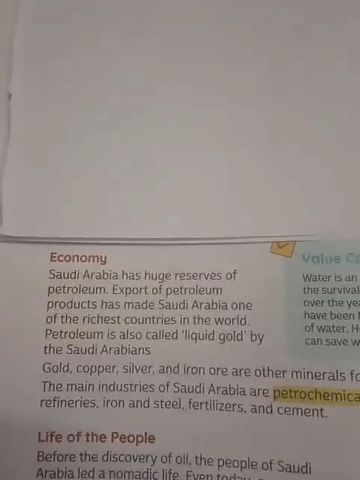 Economy
Saudi Arabia has huge reserves of
petroleum. Export of petroleum
products has made Saudi Arabia one
of the richest countries in the world.
Petroleum is also called 'liquid gold' by
the Saudi Arabians.
Gold, copper, silver, and iron ore are other minerals
The main industries of Saudi Arabia are
refineries, iron and steel, fertilizers, and cement.
Life of the People
Before the discovery of oil, the people of Saudi
Arabia led a nomadic life. Even today
Value
Water is an
the survival
over the
have been
of water.
can save